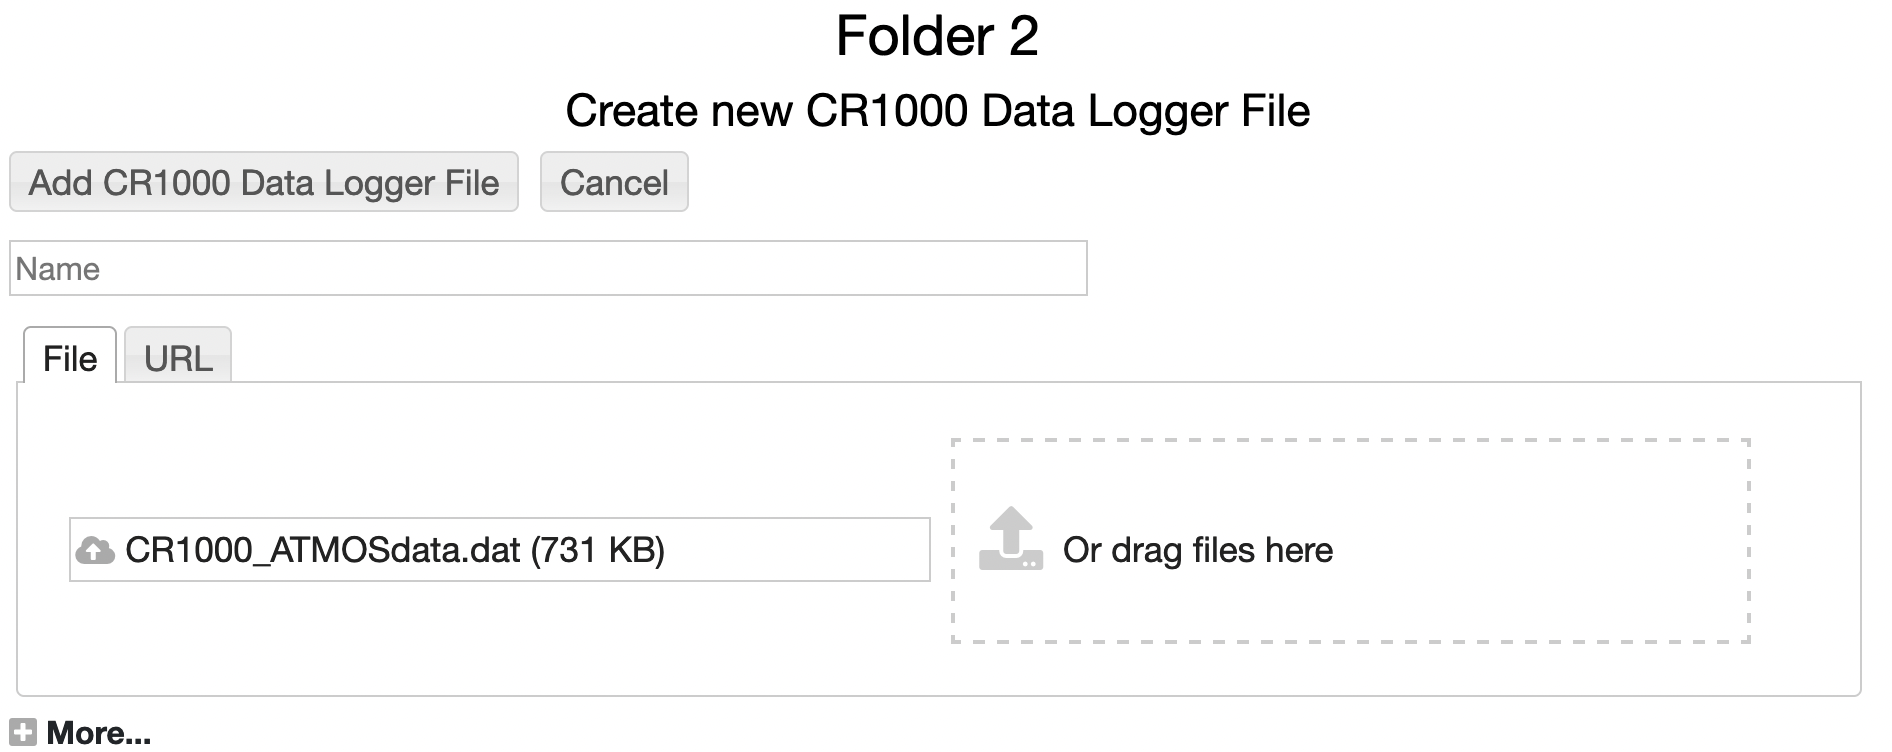 Folder 2
Create new CR1000 Data Logger File
Add CR1000 Data Logger File Cancel
Name
File URL
CR1000_ATMOSdata.dat (731 KB) Or drag files here
More...